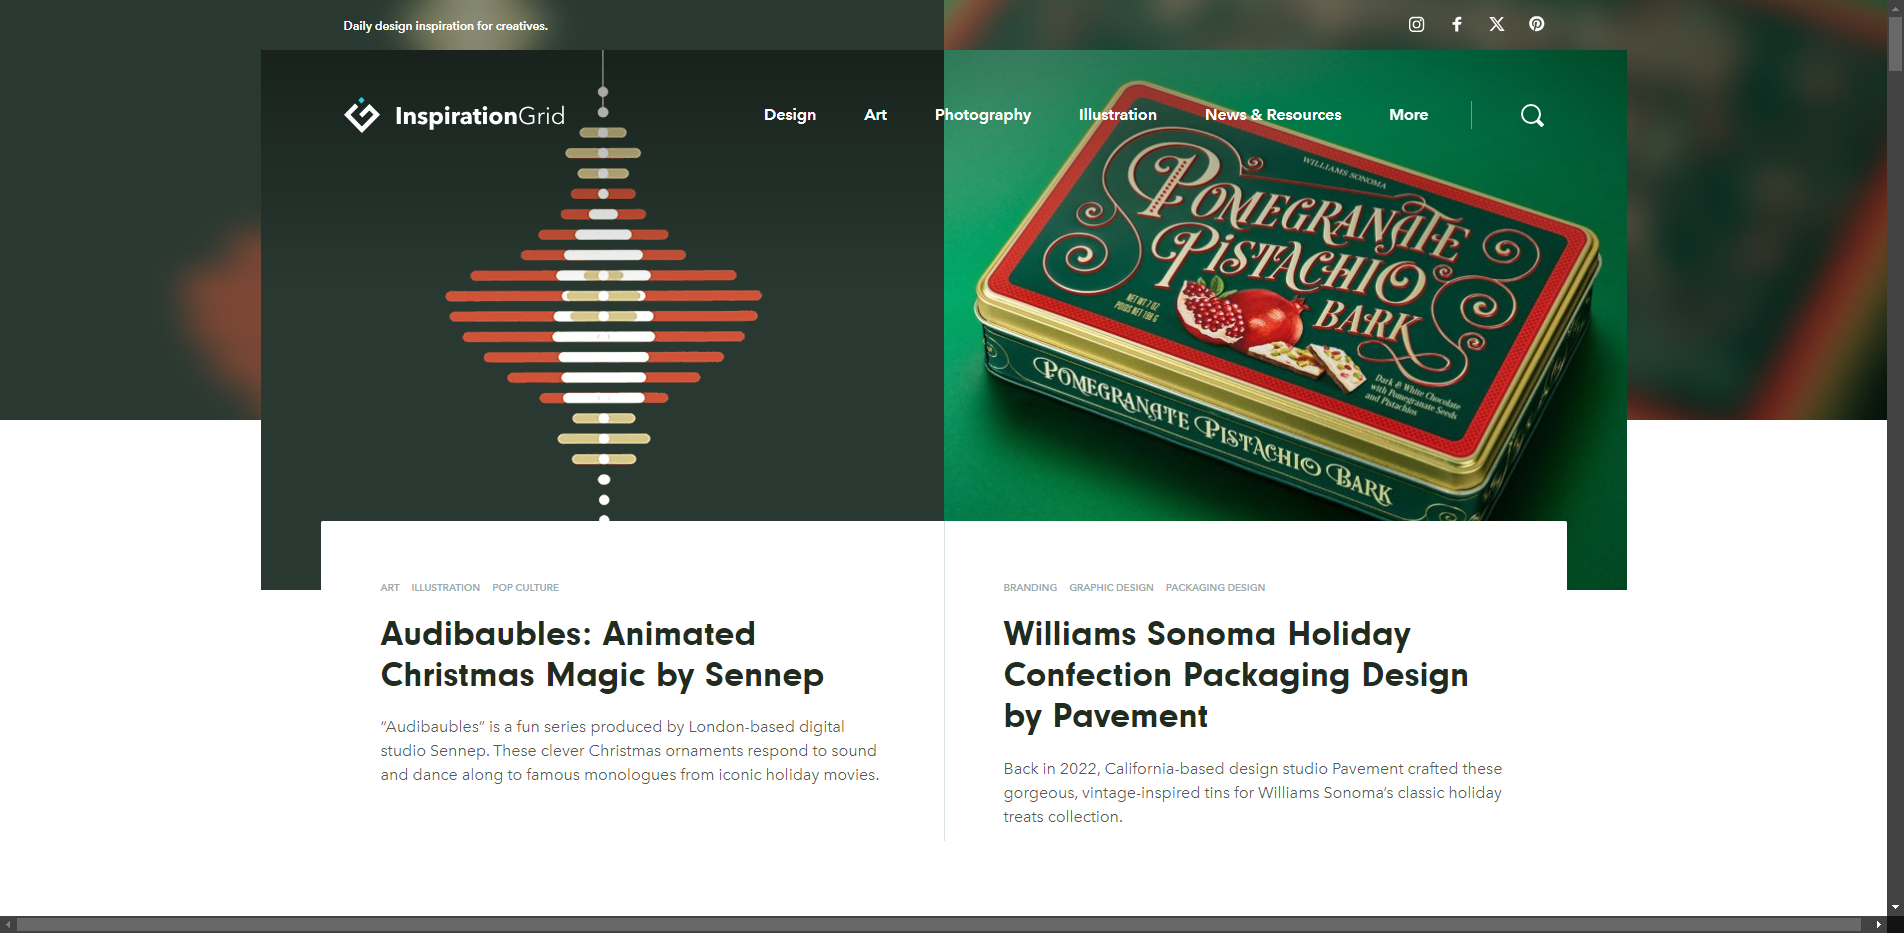 Daily design inspiration for creatives.
InspirationGrid
Design Art Photography Illustration News & Resources More
WILLIAMS SONOMA
POMEGRANATE
PISTACHIO
BARK
NET WT 7 OZ
POIDS NET 198 G
Dark & White Chocolate
with Pomegranate Seeds
and Pistachios
POMEGRANATE PISTACHIO BARK
ART ILLUSTRATION POP CULTURE
Audibaubles: Animated
Christmas Magic by Sennep
“Audibaubles” is a fun series produced by London-based digital
studio Sennep. These clever Christmas ornaments respond to sound
and dance along to famous monologues from iconic holiday movies.
BRANDING GRAPHIC DESIGN PACKAGING DESIGN
Williams Sonoma Holiday
Confection Packaging Design
by Pavement
Back in 2022, California-based design studio Pavement crafted these
gorgeous, vintage-inspired tins for Williams Sonoma’s classic holiday
treats collection.